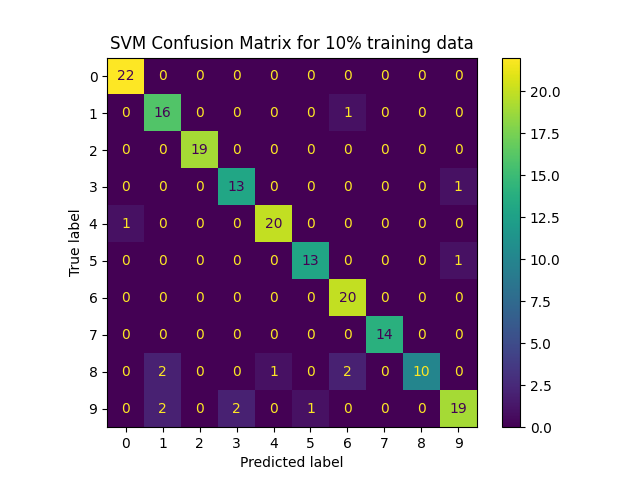 SVM Confusion Matrix for 10% training data
0 22 0 0 0 0 0 0 0 0 0
1 0 16 0 0 0 0 1 0 0 0
2 0 0 19 0 0 0 0 0 0 0
3 0 0 0 13 0 0 0 0 0 1
4 1 0 0 0 20 0 0 0 0 0
5 0 0 0 0 0 13 0 0 0 1
6 0 0 0 0 0 0 20 0 0 0
7 0 0 0 0 0 0 0 14 0 0
8 0 2 0 0 1 0 2 0 10 0
9 0 2 0 2 0 1 0 0 0 19
0 1 2 3 4 5 6 7 8 9
Predicted label
True label
20.0
17.5
15.0
12.5
10.0
7.5
5.0
2.5
0.0